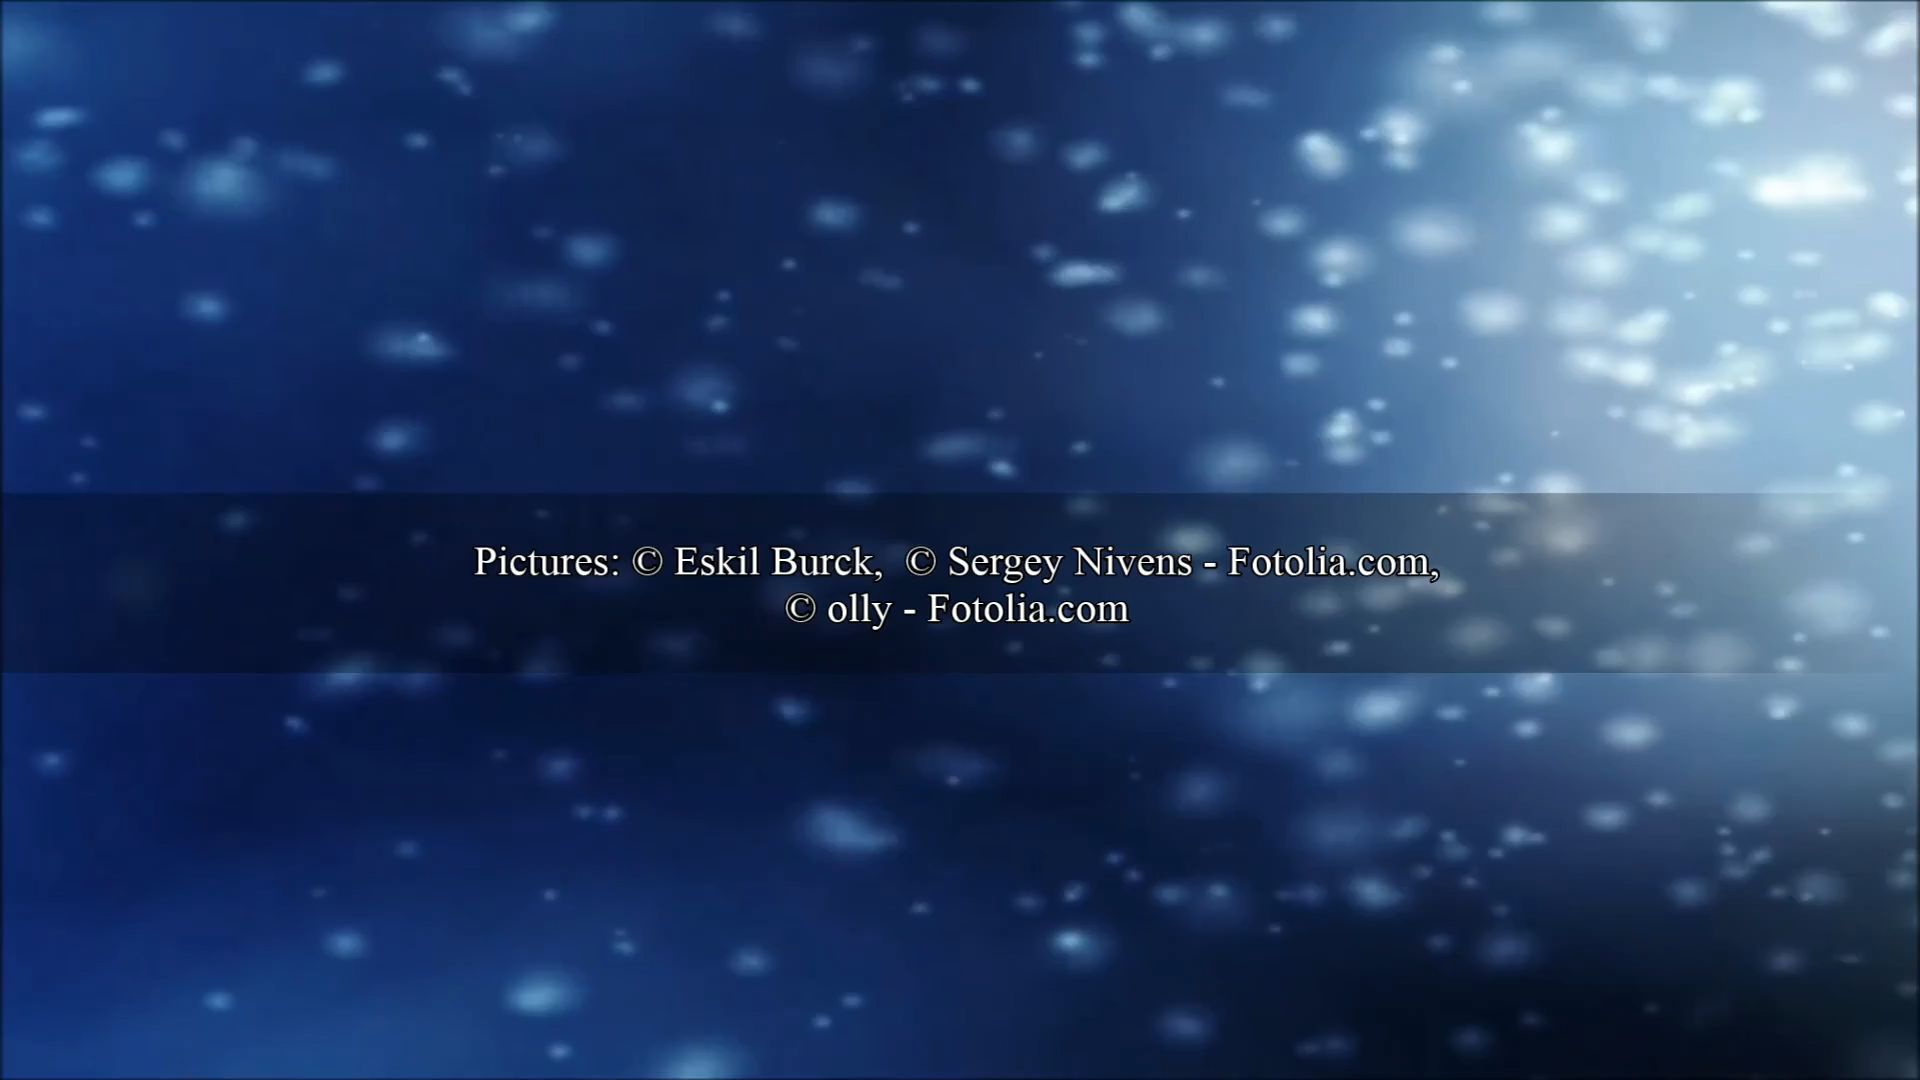 Pictures: © Eskil Burck,  © Sergey Nivens - Fotolia.com,
© olly - Fotolia.com